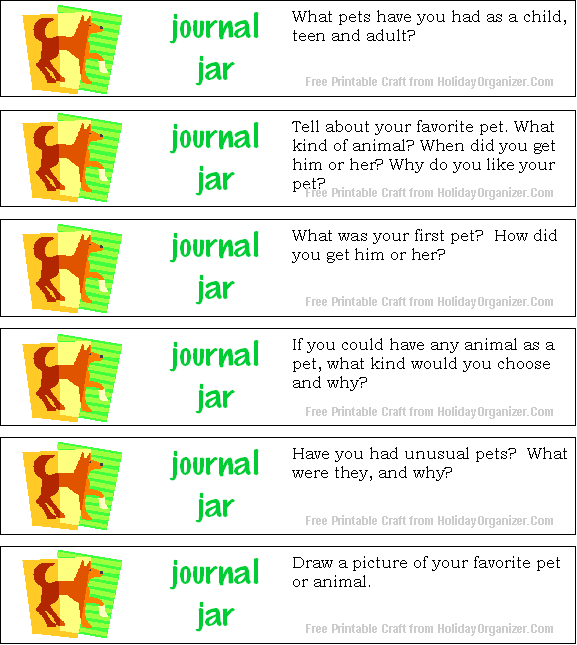 journal
jar
What pets have you had as a child,
teen and adult?
Free Printable Craft from HolidayOrganizer.Com
journal
jar
Tell about your favorite pet. What
kind of animal? When did you get
him or her? Why do you like your
pet?
Free Printable Craft from HolidayOrganizer.Com
journal
jar
What was your first pet?  How did
you get him or her?
Free Printable Craft from HolidayOrganizer.Com
journal
jar
If you could have any animal as a
pet, what kind would you choose
and why?
Free Printable Craft from HolidayOrganizer.Com
journal
jar
Have you had unusual pets?  What
were they, and why?
Free Printable Craft from HolidayOrganizer.Com
journal
jar
Draw a picture of your favorite pet
or animal.
Free Printable Craft from HolidayOrganizer.Com